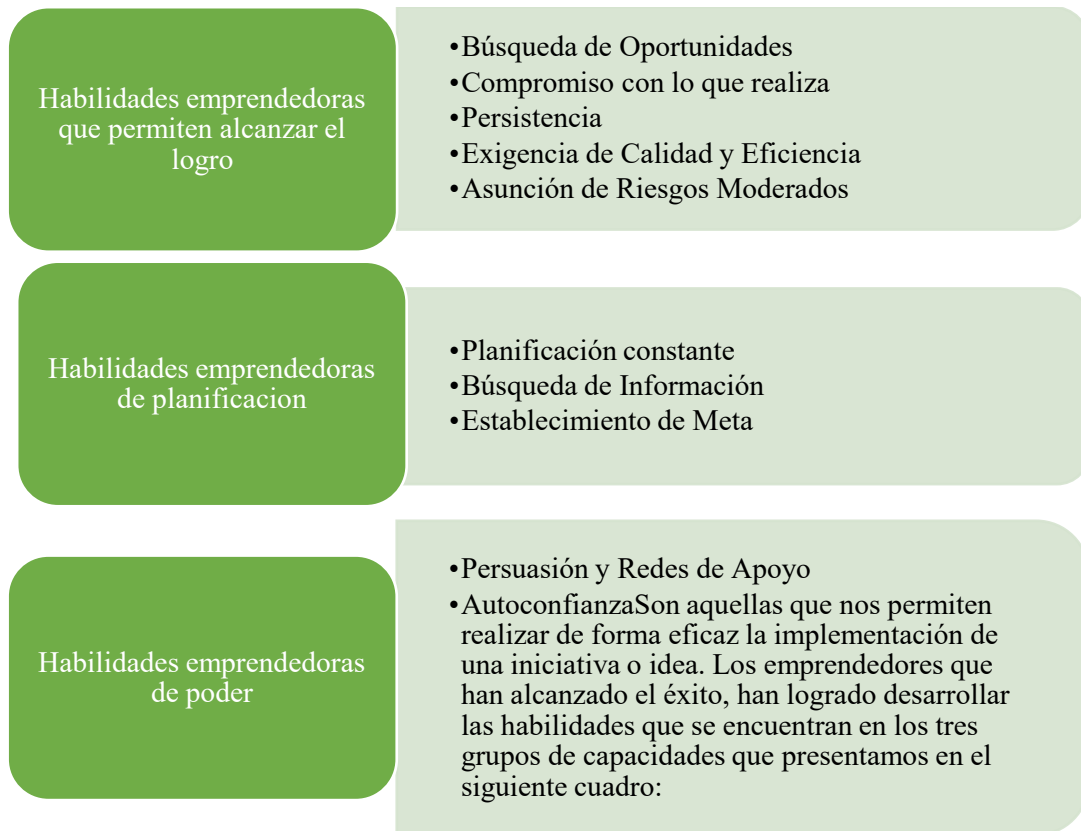 Habilidades emprendedoras
que permiten alcanzar el
logro
•Búsqueda de Oportunidades
•Compromiso con lo que realiza
•Persistencia
•Exigencia de Calidad y Eficiencia
•Asunción de Riesgos Moderados
Habilidades emprendedoras
de planificacion
•Planificación constante
•Búsqueda de Información
•Establecimiento de Meta
Habilidades emprendedoras
de poder
•Persuasión y Redes de Apoyo
•AutoconfianzaSon aquellas que nos permiten
realizar de forma eficaz la implementación de
una iniciativa o idea. Los emprendedores que
han alcanzado el éxito, han logrado desarrollar
las habilidades que se encuentran en los tres
grupos de capacidades que presentamos en el
siguiente cuadro: